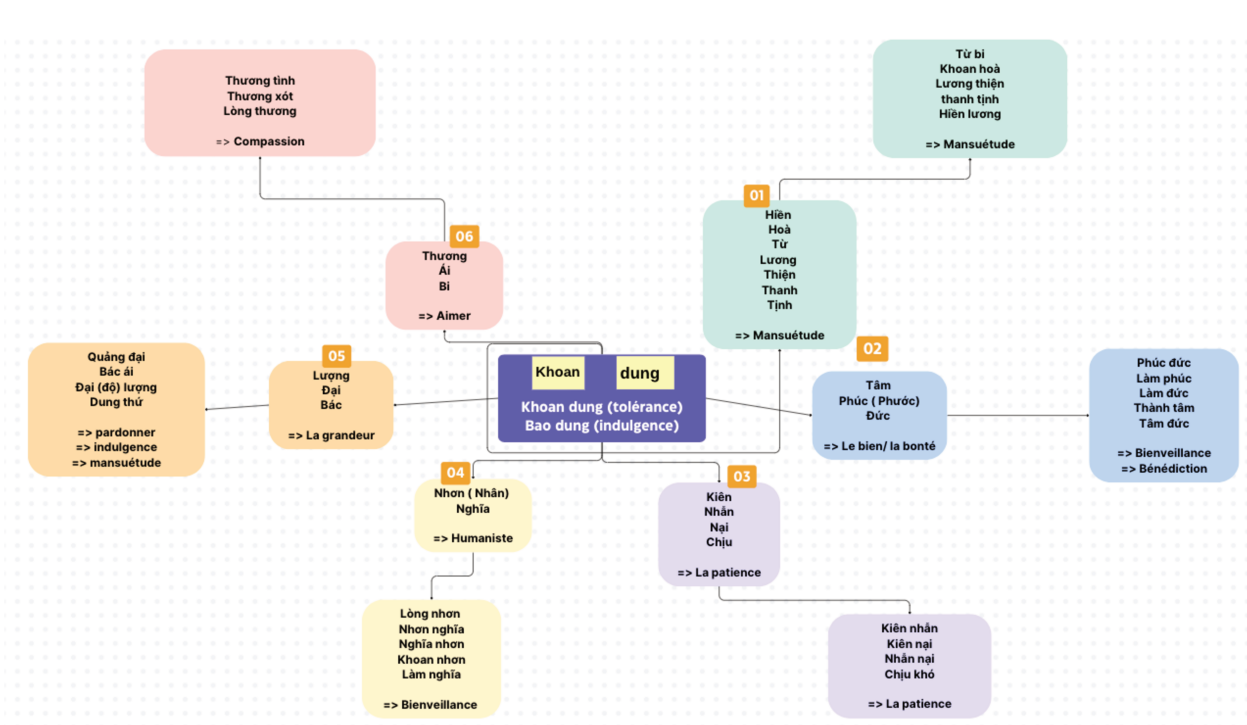 Khoan dung
Khoan dung (tolérance)
Bao dung (indulgence)
01
Hiền
Hoà
Từ
Lương
Thiện
Thanh
Tịnh
=> Mansuétude
Từ bi
Khoan hoà
Lương thiện
thanh tịnh
Hiền lương
=> Mansuétude
02
Tâm
Phúc ( Phước)
Đức
=> Le bien/ la bonté
Phúc đức
Làm phúc
Làm đức
Thành tâm
Tâm đức
=> Bienveillance
=> Bénédiction
03
Kiên
Nhẫn
Nại
Chịu
=> La patience
Kiên nhẫn
Kiên nại
Nhẫn nại
Chịu khó
=> La patience
04
Nhơn ( Nhân)
Nghĩa
=> Humaniste
Lòng nhơn
Nhơn nghĩa
Nghĩa nhơn
Khoan nhơn
Làm nghĩa
=> Bienveillance
05
Lượng
Đại
Bác
=> La grandeur
Quảng đại
Bác ái
Đại (độ) lượng
Dung thứ
=> pardonner
=> indulgence
=> mansuétude
06
Thương
Ái
Bi
=> Aimer
Thương tình
Thương xót
Lòng thương
=> Compassion